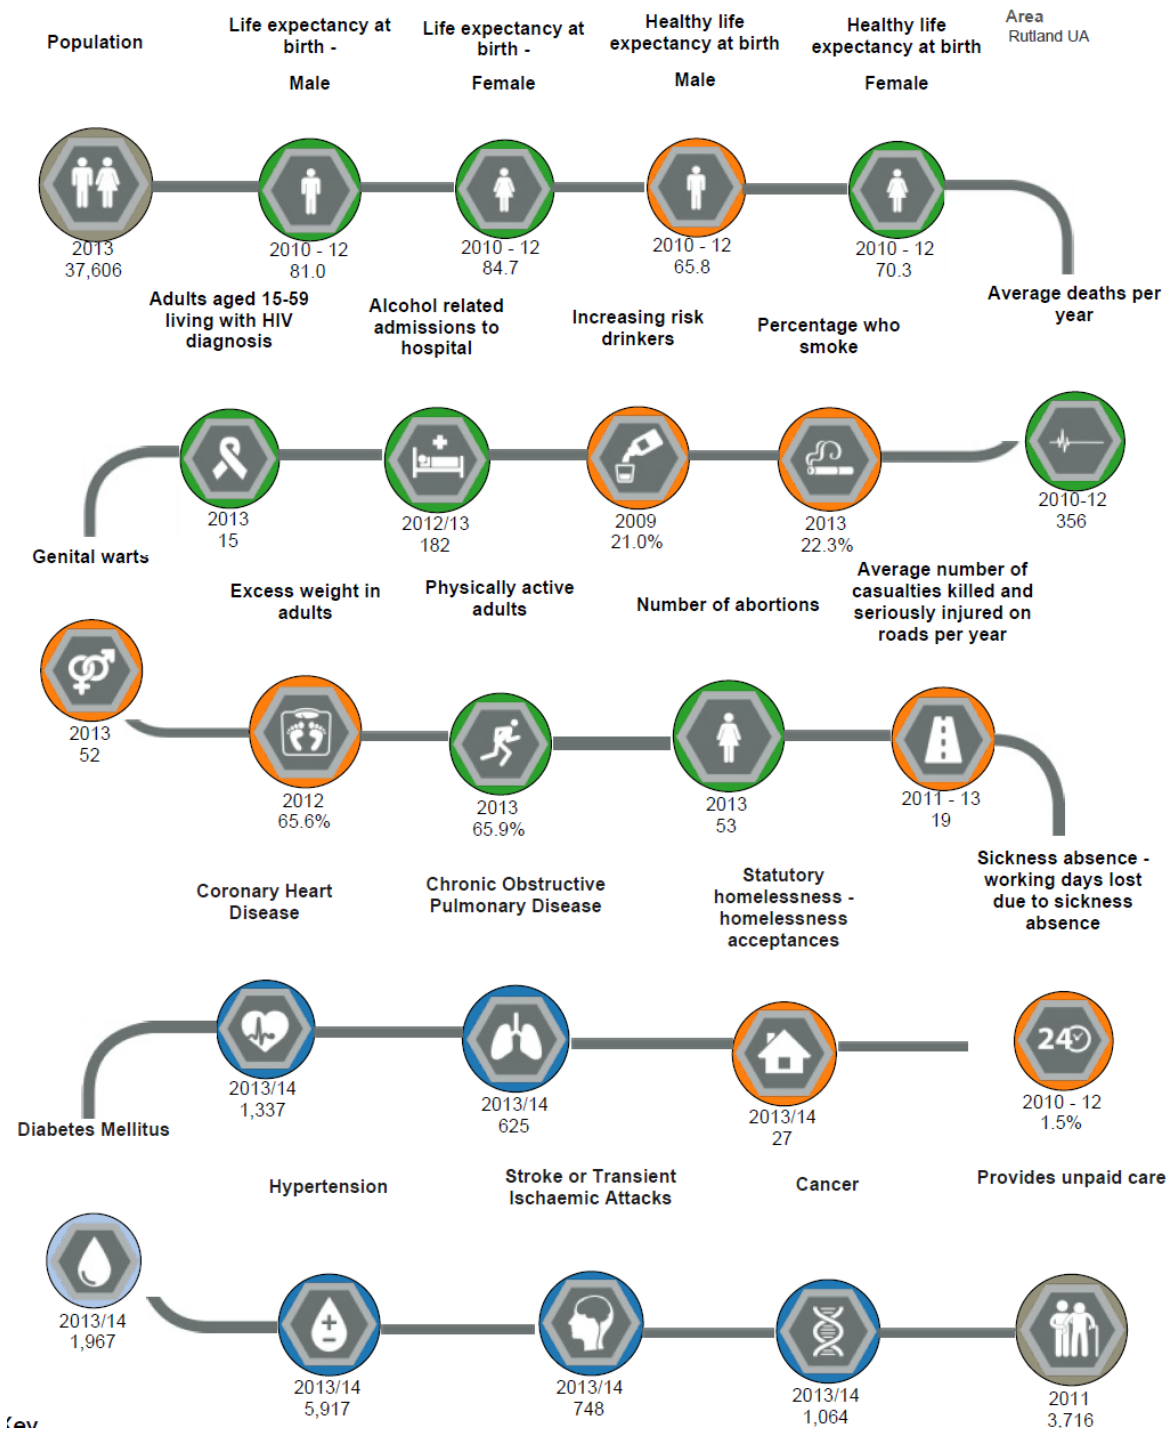 Population
Life expectancy at
birth -
Male
Life expectancy at
birth -
Female
Healthy life
expectancy at birth
Male
Healthy life
expectancy at birth
Female
Area
Rutland UA
2013
37,606
2010 - 12
81.0
2010 - 12
84.7
2010 - 12
65.8
2010 - 12
70.3
Average deaths per
year
Adults aged 15-59
living with HIV
diagnosis
Alcohol related
admissions to
hospital
Increasing risk
drinkers
Percentage who
smoke
2010-12
356
2013
22.3%
2009
21.0%
2012/13
182
2013
15
Genital warts
Excess weight in
adults
Physically active
adults
Number of abortions
Average number of
casualties killed and
seriously injured on
roads per year
2013
52
2012
65.6%
2013
65.9%
2013
53
2011 - 13
19
Sickness absence -
working days lost
due to sickness
absence
Statutory
homelessness -
homelessness
acceptances
Chronic Obstructive
Pulmonary Disease
Coronary Heart
Disease
24
2010 - 12
1.5%
2013/14
27
2013/14
625
2013/14
1,337
Diabetes Mellitus
Hypertension
Stroke or Transient
Ischaemic Attacks
Cancer
Provides unpaid care
2013/14
1,967
2013/14
5,917
2013/14
748
2013/14
1,064
2011
3,716